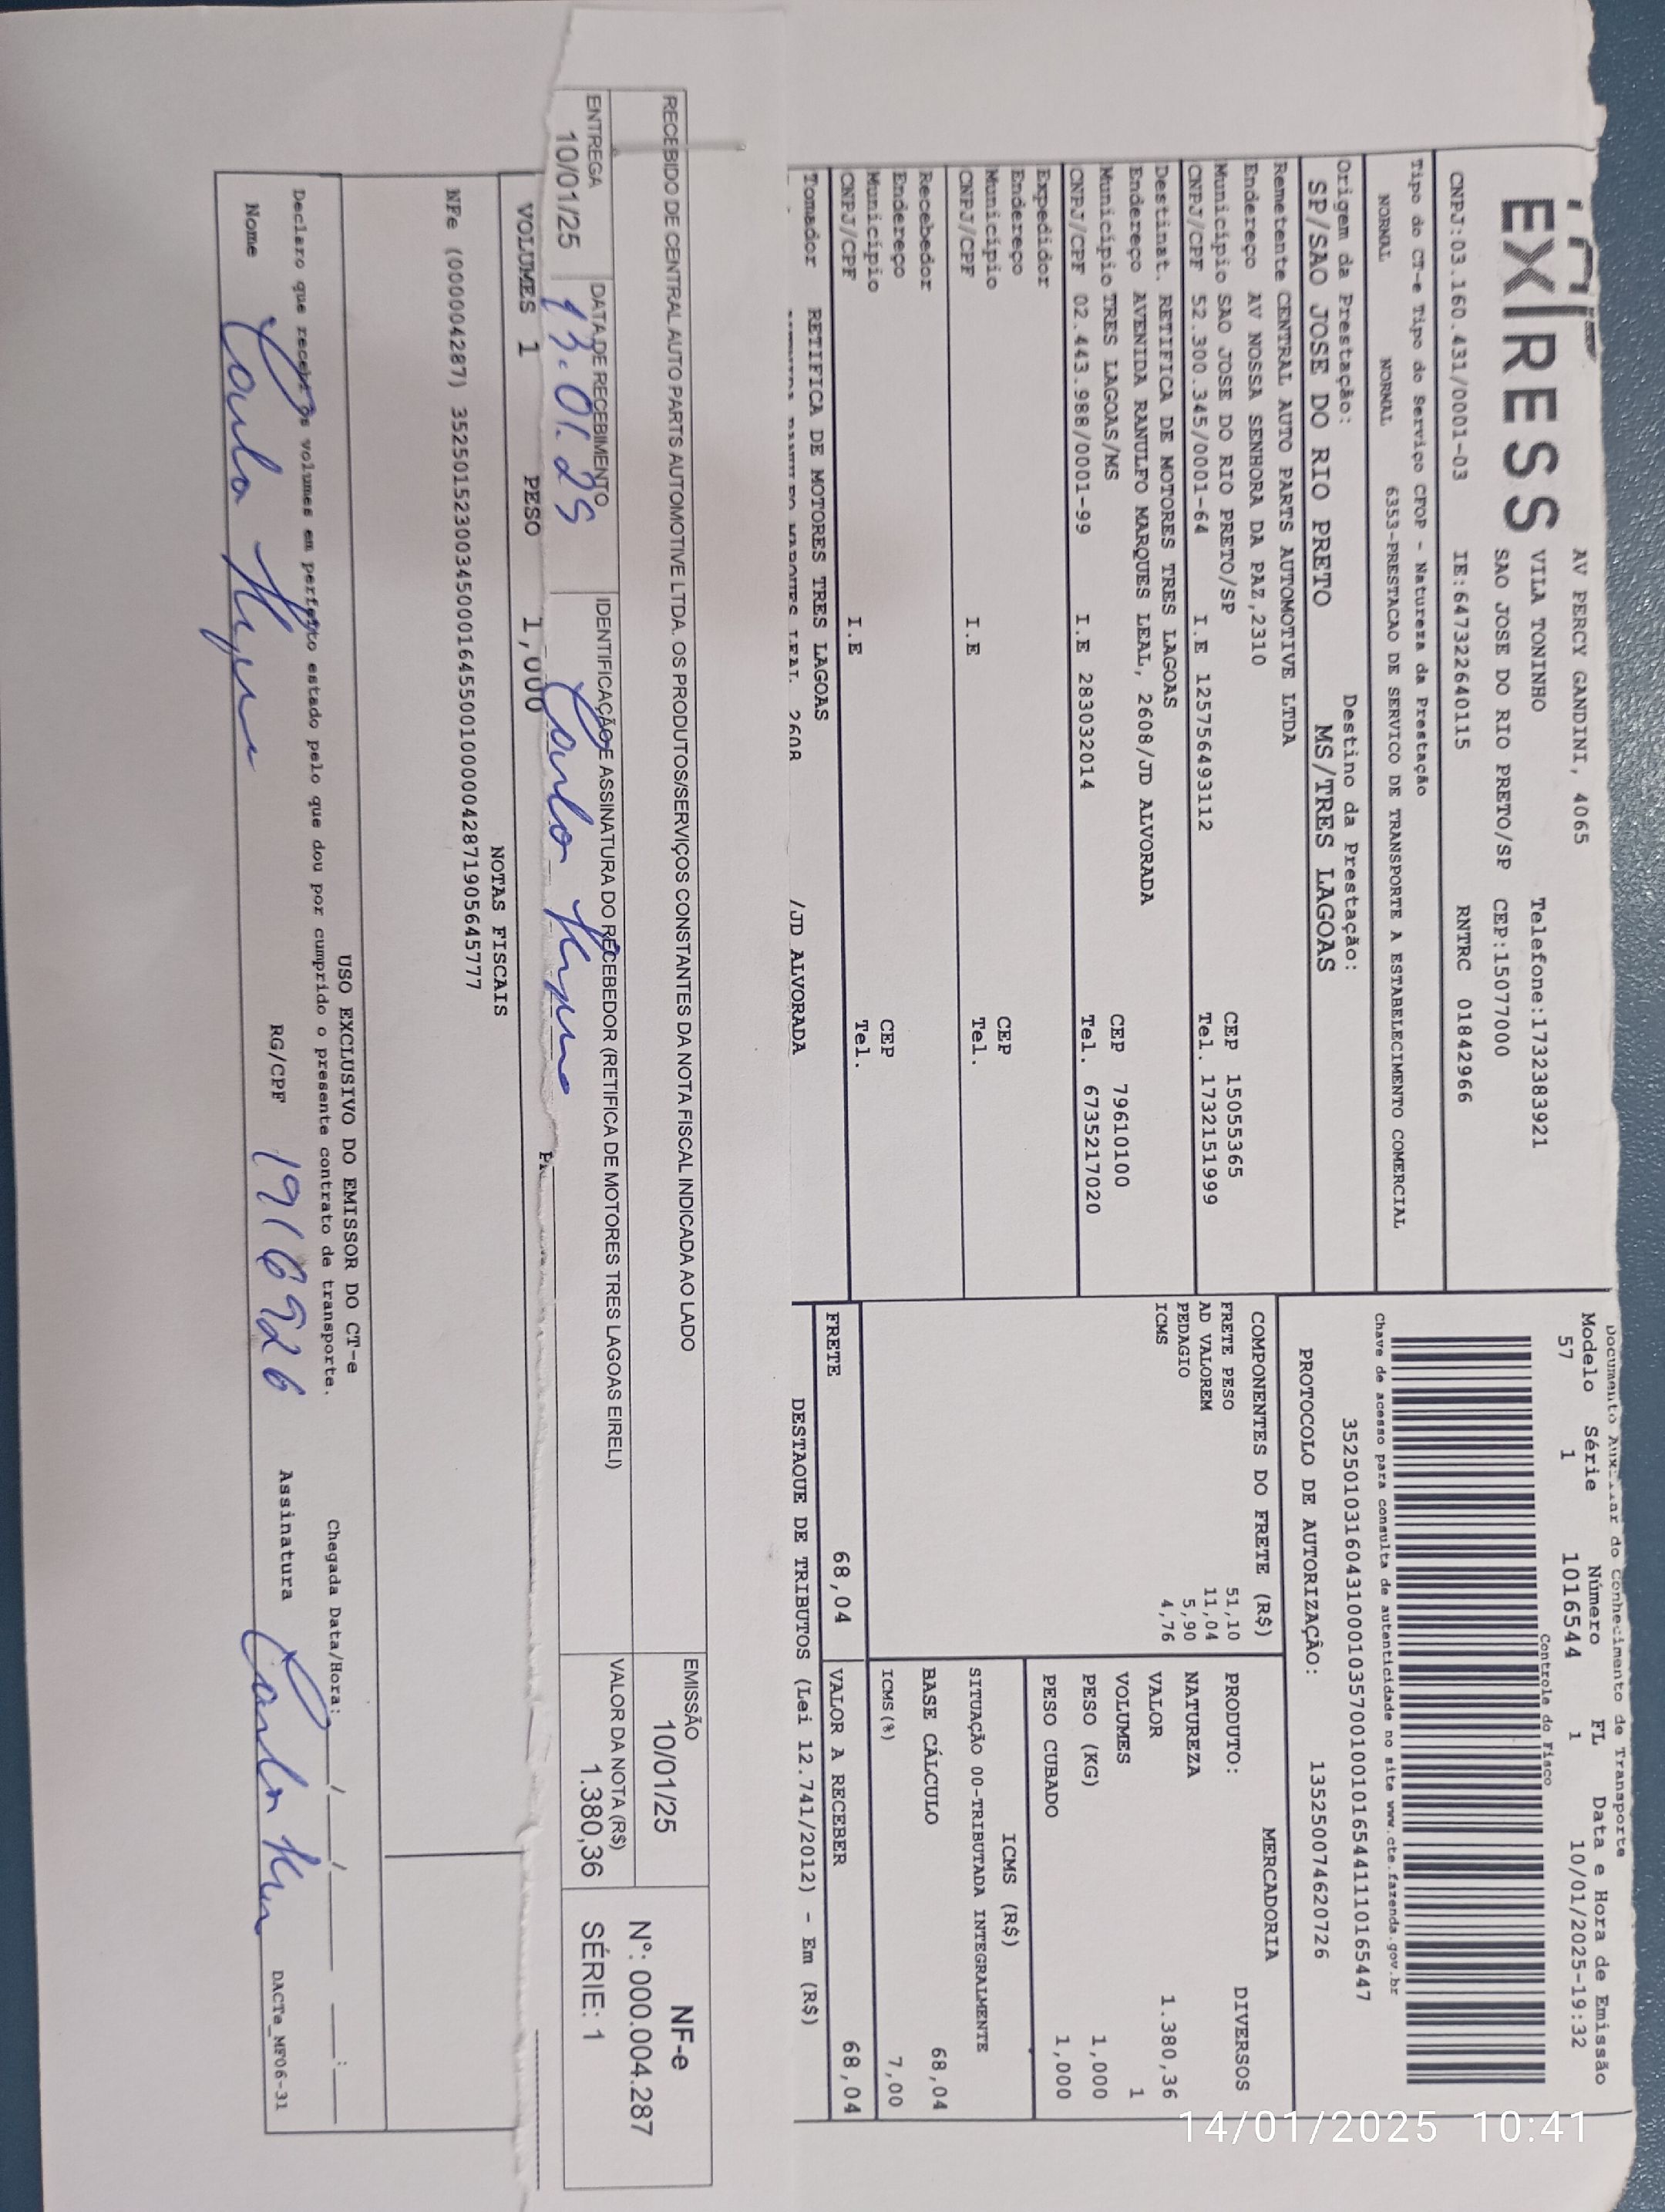 Documento Auxiliar do Conhecimento de Transporte
EXPRESS
AV PERCY GANDINI, 4065
VILA TONINHO Telefone:1732383921
SAO JOSE DO RIO PRETO/SP CEP:15077000
CNPJ:03.160.431/0001-03 IE:647322640115 RNTRC 01842966
Modelo Série Número FL Data e Hora de Emissão
57 1 1016544 1 10/01/2025-19:32
Controle do Fisco
Tipo do CT-e Tipo do Serviço CFOP - Natureza da Prestação
NORMAL NORMAL 6353-PRESTACAO DE SERVICO DE TRANSPORTE A ESTABELECIMENTO COMERCIAL
Chave de acesso para consulta de autenticidade no site www.cte.fazenda.gov.br
35250103160431000103570010010165441110165447
Origem da Prestação: Destino da Prestação:
SP/SAO JOSE DO RIO PRETO MS/TRES LAGOAS
PROTOCOLO DE AUTORIZAÇÃO: 135250074620726
Remetente CENTRAL AUTO PARTS AUTOMOTIVE LTDA
Endereço AV NOSSA SENHORA DA PAZ,2310
Município SAO JOSE DO RIO PRETO/SP CEP 15055365
CNPJ/CPF 52.300.345/0001-64 I.E 125756493112 Tel. 1732151999
Destinat. RETIFICA DE MOTORES TRES LAGOAS
Endereço AVENIDA RANULFO MARQUES LEAL, 2608/JD ALVORADA
Município TRES LAGOAS/MS CEP 79610100
CNPJ/CPF 02.443.988/0001-99 I.E 283032014 Tel. 6735217020
Expedidor
Endereço
Município CEP
CNPJ/CPF I.E Tel.
Recebedor
Endereço
Município CEP
CNPJ/CPF I.E Tel.
Tomador RETIFICA DE MOTORES TRES LAGOAS
LEAL 2608 /JD ALVORADA
COMPONENTES DO FRETE (R$)
FRETE PESO 51,10
AD VALOREM 11,04
PEDAGIO 5,90
ICMS 4,76
MERCADORIA
PRODUTO: DIVERSOS
NATUREZA
VALOR 1.380,36
VOLUMES 1
PESO (KG) 1,000
PESO CUBADO 1,000
ICMS (R$)
SITUAÇÃO 00-TRIBUTADA INTEGRALMENTE
BASE CÁLCULO 68,04
ICMS(%) 7,00
FRETE 68,04 VALOR A RECEBER 68,04
DESTAQUE DE TRIBUTOS (Lei 12.741/2012) - Em (R$)
RECEBIDO DE CENTRAL AUTO PARTS AUTOMOTIVE LTDA. OS PRODUTOS/SERVIÇOS CONSTANTES DA NOTA FISCAL INDICADA AO LADO
EMISSÃO
10/01/25
NF-e
Nº: 000.004.287
SÉRIE: 1
ENTREGA DATA DE RECEBIMENTO IDENTIFICAÇÃO E ASSINATURA DO RECEBEDOR (RETIFICA DE MOTORES TRES LAGOAS EIRELI)
10/01/25 13.01.25
VALOR DA NOTA (R$)
1.380,36
VOLUMES 1 PESO 1,000
NOTAS FISCAIS
NFe (000004287) 35250152300345000164550010000042871905645777
USO EXCLUSIVO DO EMISSOR DO CT-e
Declaro que recebi os volumes em perfeito estado pelo que dou por cumprido o presente contrato de transporte.
Chegada Data/Hora: / / :
Nome RG/CPF 1916926 Assinatura
DACTe_MF06-31
14/01/2025 10:41